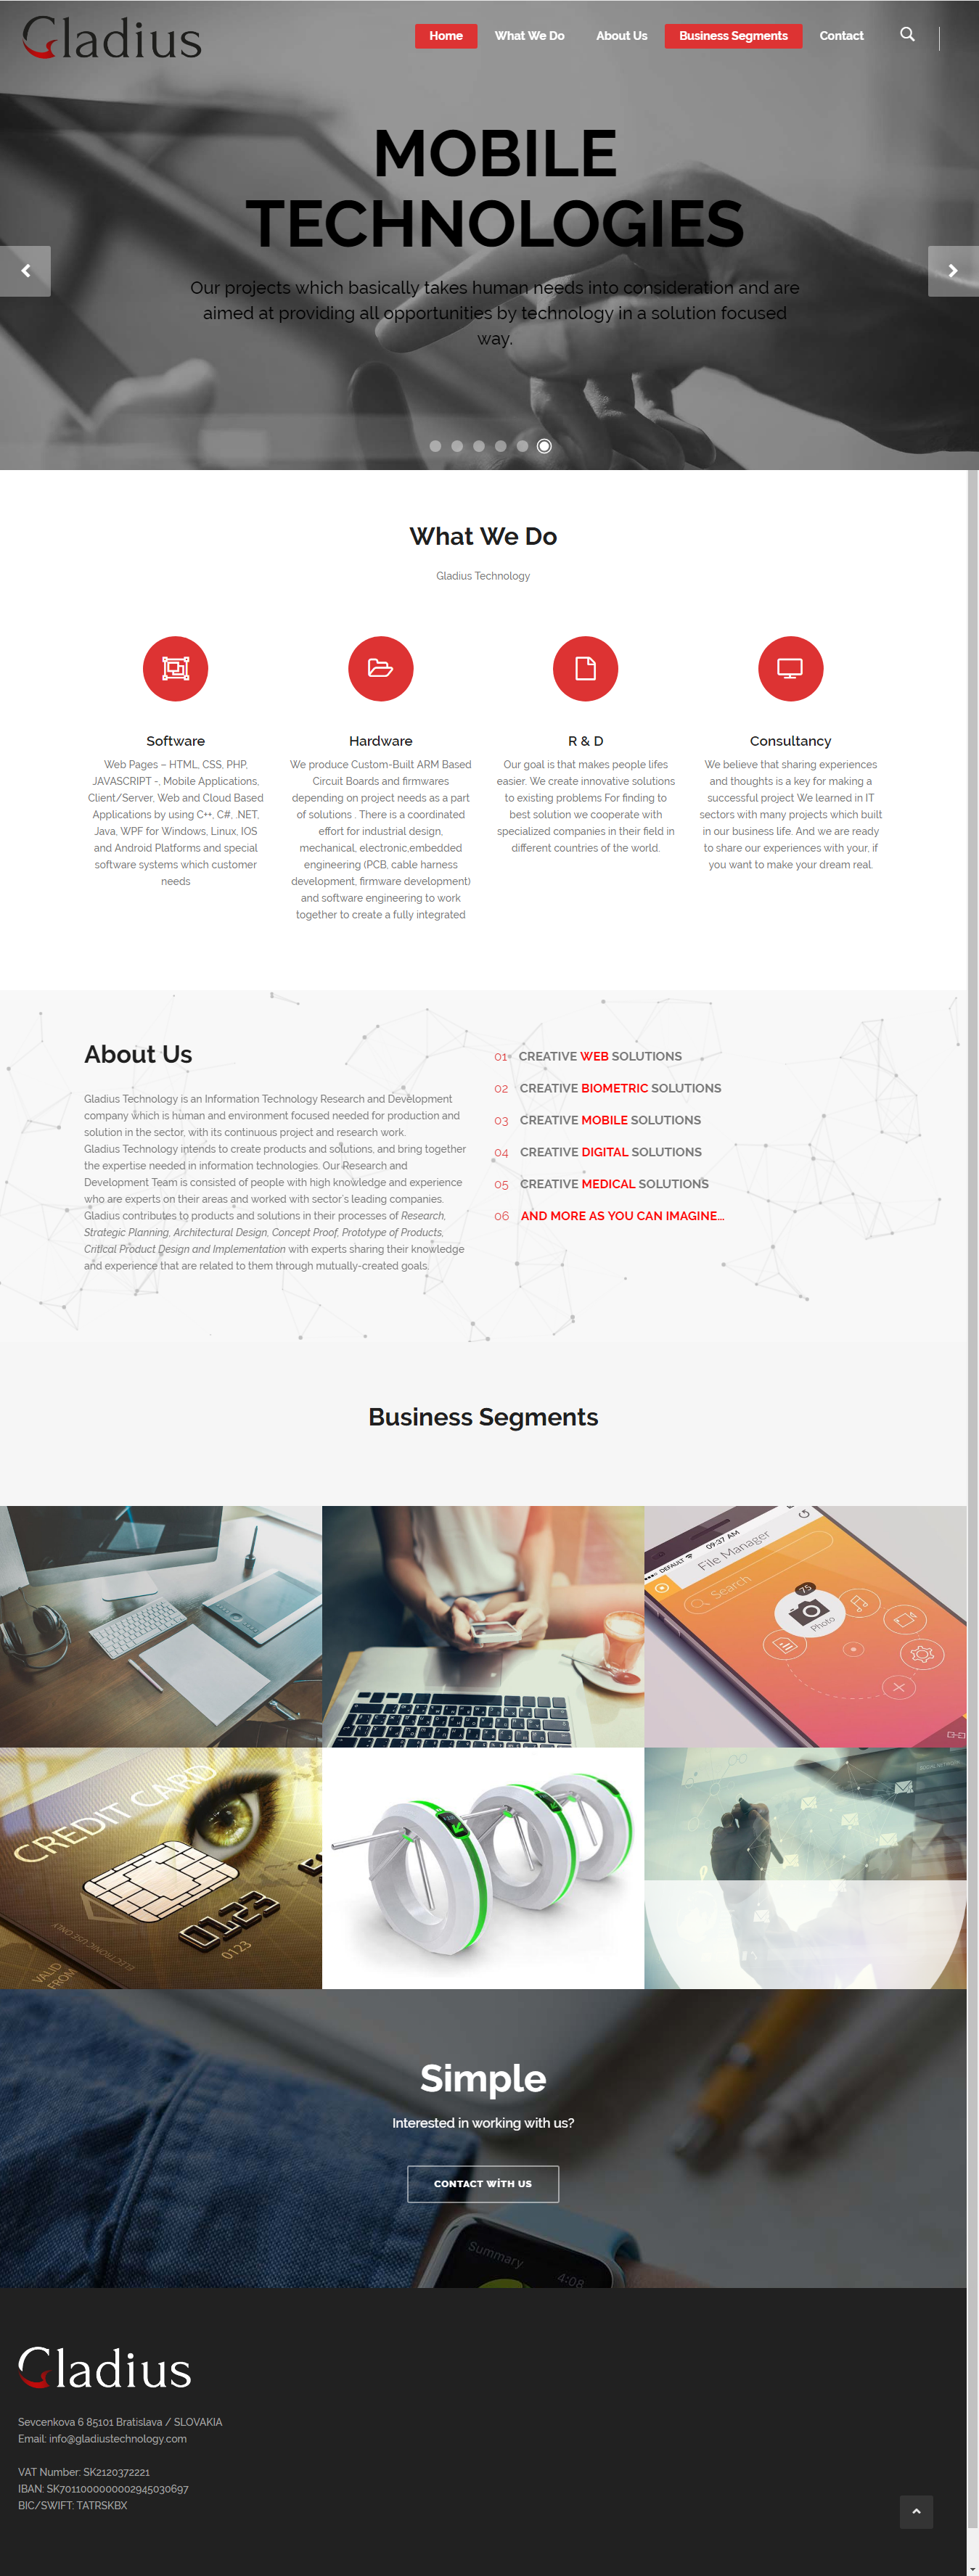 Gladius
Home What We Do About Us Business Segments Contact
MOBILE
TECHNOLOGIES
Our projects which basically takes human needs into consideration and are
aimed at providing all opportunities by technology in a solution focused
way.
What We Do
Gladius Technology
Software
Web Pages – HTML, CSS, PHP,
JAVASCRIPT -, Mobile Applications,
Client/Server, Web and Cloud Based
Applications by using C++, C#, .NET,
Java, WPF for Windows, Linux, IOS
and Android Platforms and special
software systems which customer
needs
Hardware
We produce Custom-Built ARM Based
Circuit Boards and firmwares
depending on project needs as a part
of solutions . There is a coordinated
effort for industrial design,
mechanical, electronic,embedded
engineering (PCB, cable harness
development, firmware development)
and software engineering to work
together to create a fully integrated
R & D
Our goal is that makes people lifes
easier. We create innovative solutions
to existing problems For finding to
best solution we cooperate with
specialized companies in their field in
different countries of the world.
Consultancy
We believe that sharing experiences
and thoughts is a key for making a
successful project We learned in IT
sectors with many projects which built
in our business life. And we are ready
to share our experiences with your, if
you want to make your dream real.
About Us
Gladius Technology is an Information Technology Research and Development
company which is human and environment focused needed for production and
solution in the sector, with its continuous project and research work.
Gladius Technology intends to create products and solutions, and bring together
the expertise needed in information technologies. Our Research and
Development Team is consisted of people with high knowledge and experience
who are experts on their areas and worked with sector's leading companies.
Gladius contributes to products and solutions in their processes of Research,
Strategic Planning, Architectural Design, Concept Proof, Prototype of Products,
Critical Product Design and Implementation with experts sharing their knowledge
and experience that are related to them through mutually-created goals.
01 CREATIVE WEB SOLUTIONS
02 CREATIVE BIOMETRIC SOLUTIONS
03 CREATIVE MOBILE SOLUTIONS
04 CREATIVE DIGITAL SOLUTIONS
05 CREATIVE MEDICAL SOLUTIONS
06 AND MORE AS YOU CAN IMAGINE...
Business Segments
DEFAULT 09:37 AM
File Manager
Search
75
Photo
CREDIT CARD
0123
0123
ELECTRONIC USE ONLY
VALID
FROM
Simple
Interested in working with us?
CONTACT WİTH US
Summary
4:08
Gladius
Sevcenkova 6 85101 Bratislava / SLOVAKIA
Email: info@gladiustechnology.com
VAT Number: SK2120372221
IBAN: SK7011000000002945030697
BIC/SWIFT: TATRSKBX